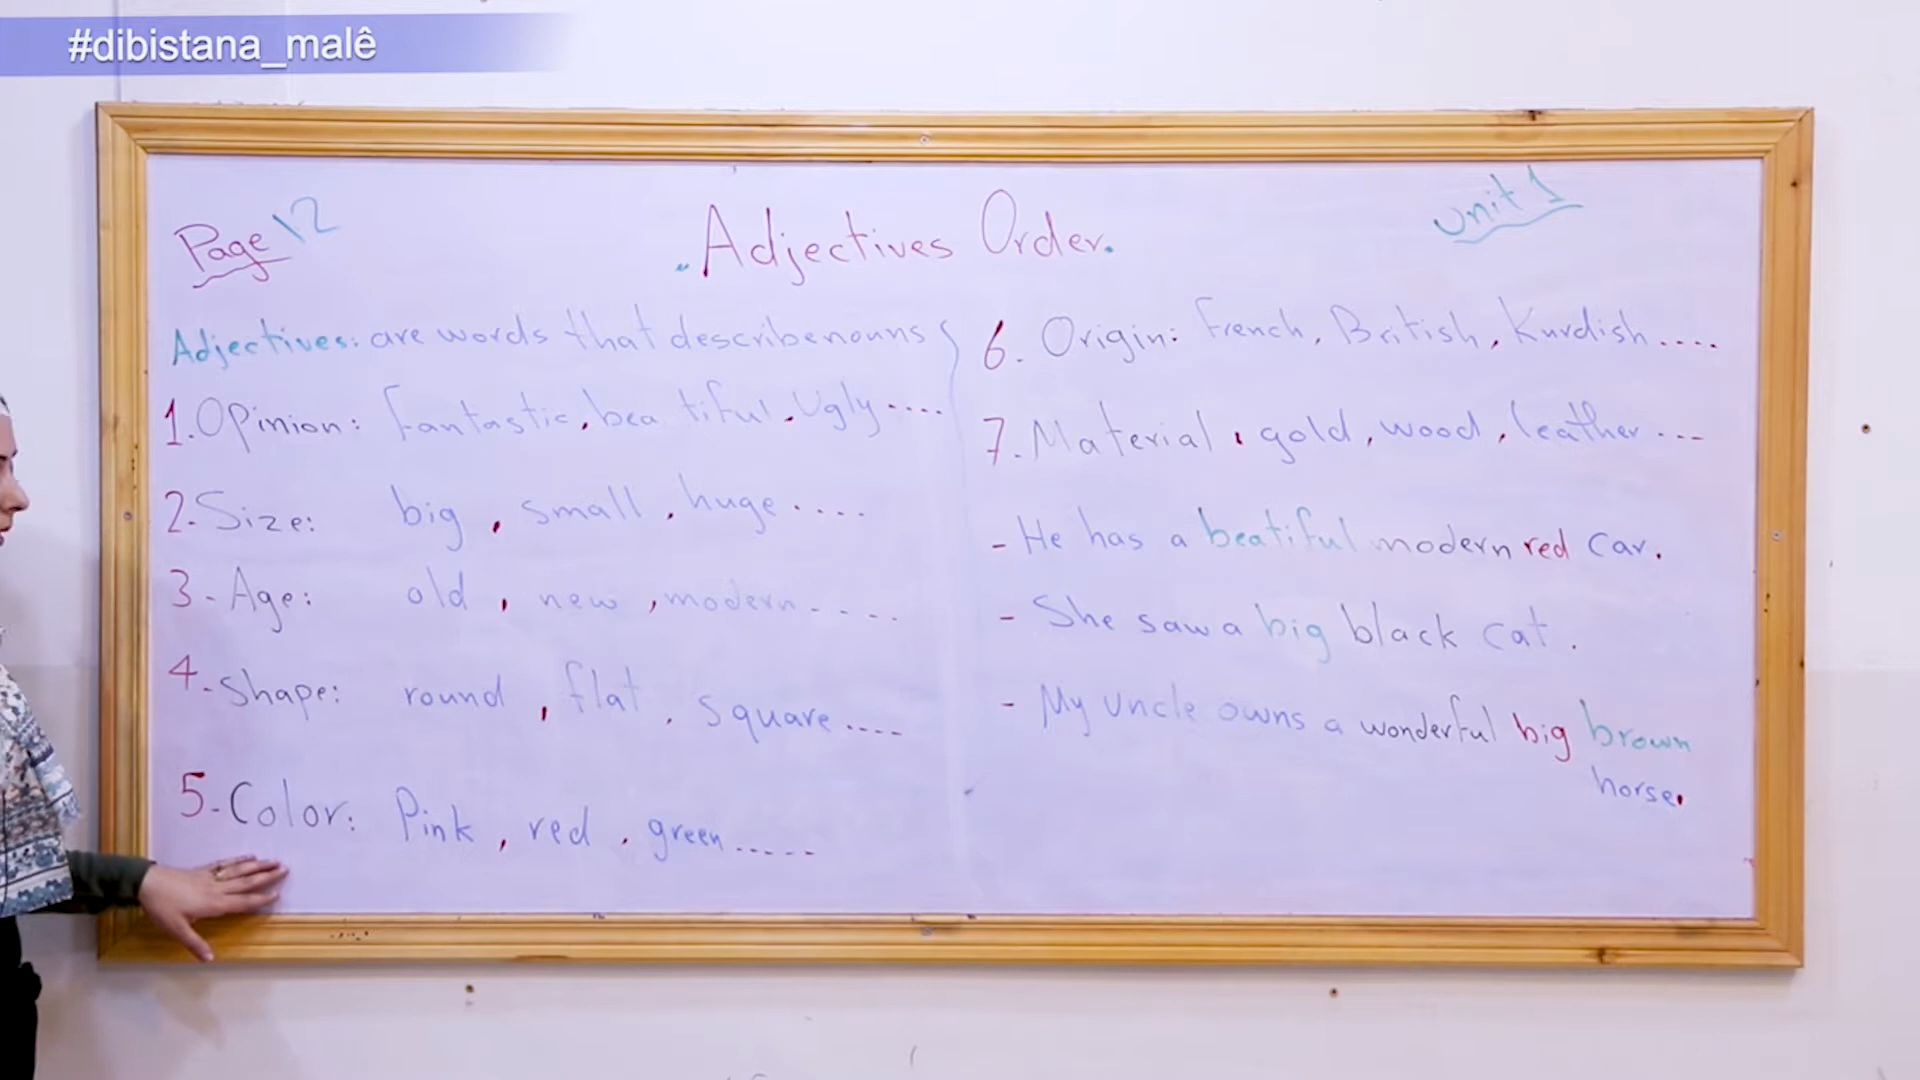 #dibistana_malê
Page 12
Adjectives Order.
Unit 1
Adjectives: are words that describe nouns
1. Opinion: fantastic, beautiful, Ugly....
2. Size: big, small, huge....
3- Age: old, new, modern....
4. Shape: round, flat, square....
5- Color: Pink, red, green.....
6. Origin: French, British, Kurdish....
7. Material: gold, wood, leather...
- He has a beatiful modern red car.
- She saw a big black cat.
- My Uncle owns a wonderful big brown
horse.